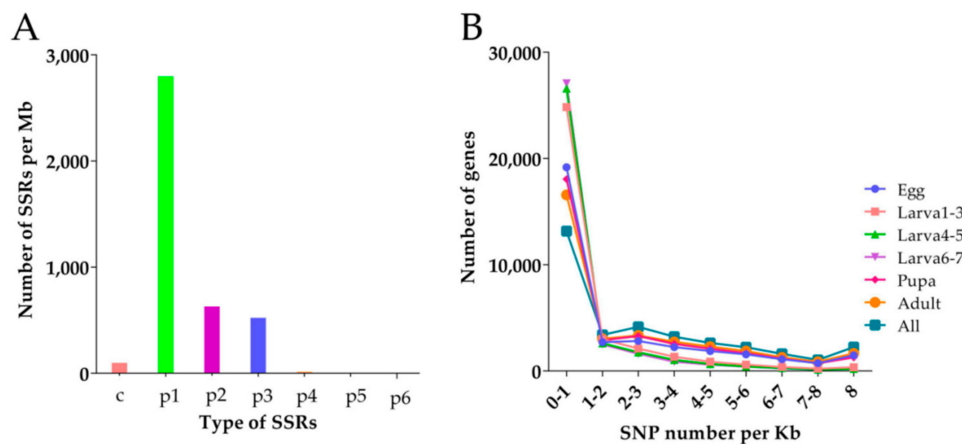 A
Number of SSRs per Mb
3,000
2,000
1,000
0
c p1 p2 p3 p4 p5 p6
Type of SSRs
B
Number of genes
30,000
20,000
10,000
0
0-1 1-2 2-3 3-4 4-5 5-6 6-7 7-8 8
SNP number per Kb
Egg
Larva1-3
Larva4-5
Larva6-7
Pupa
Adult
All